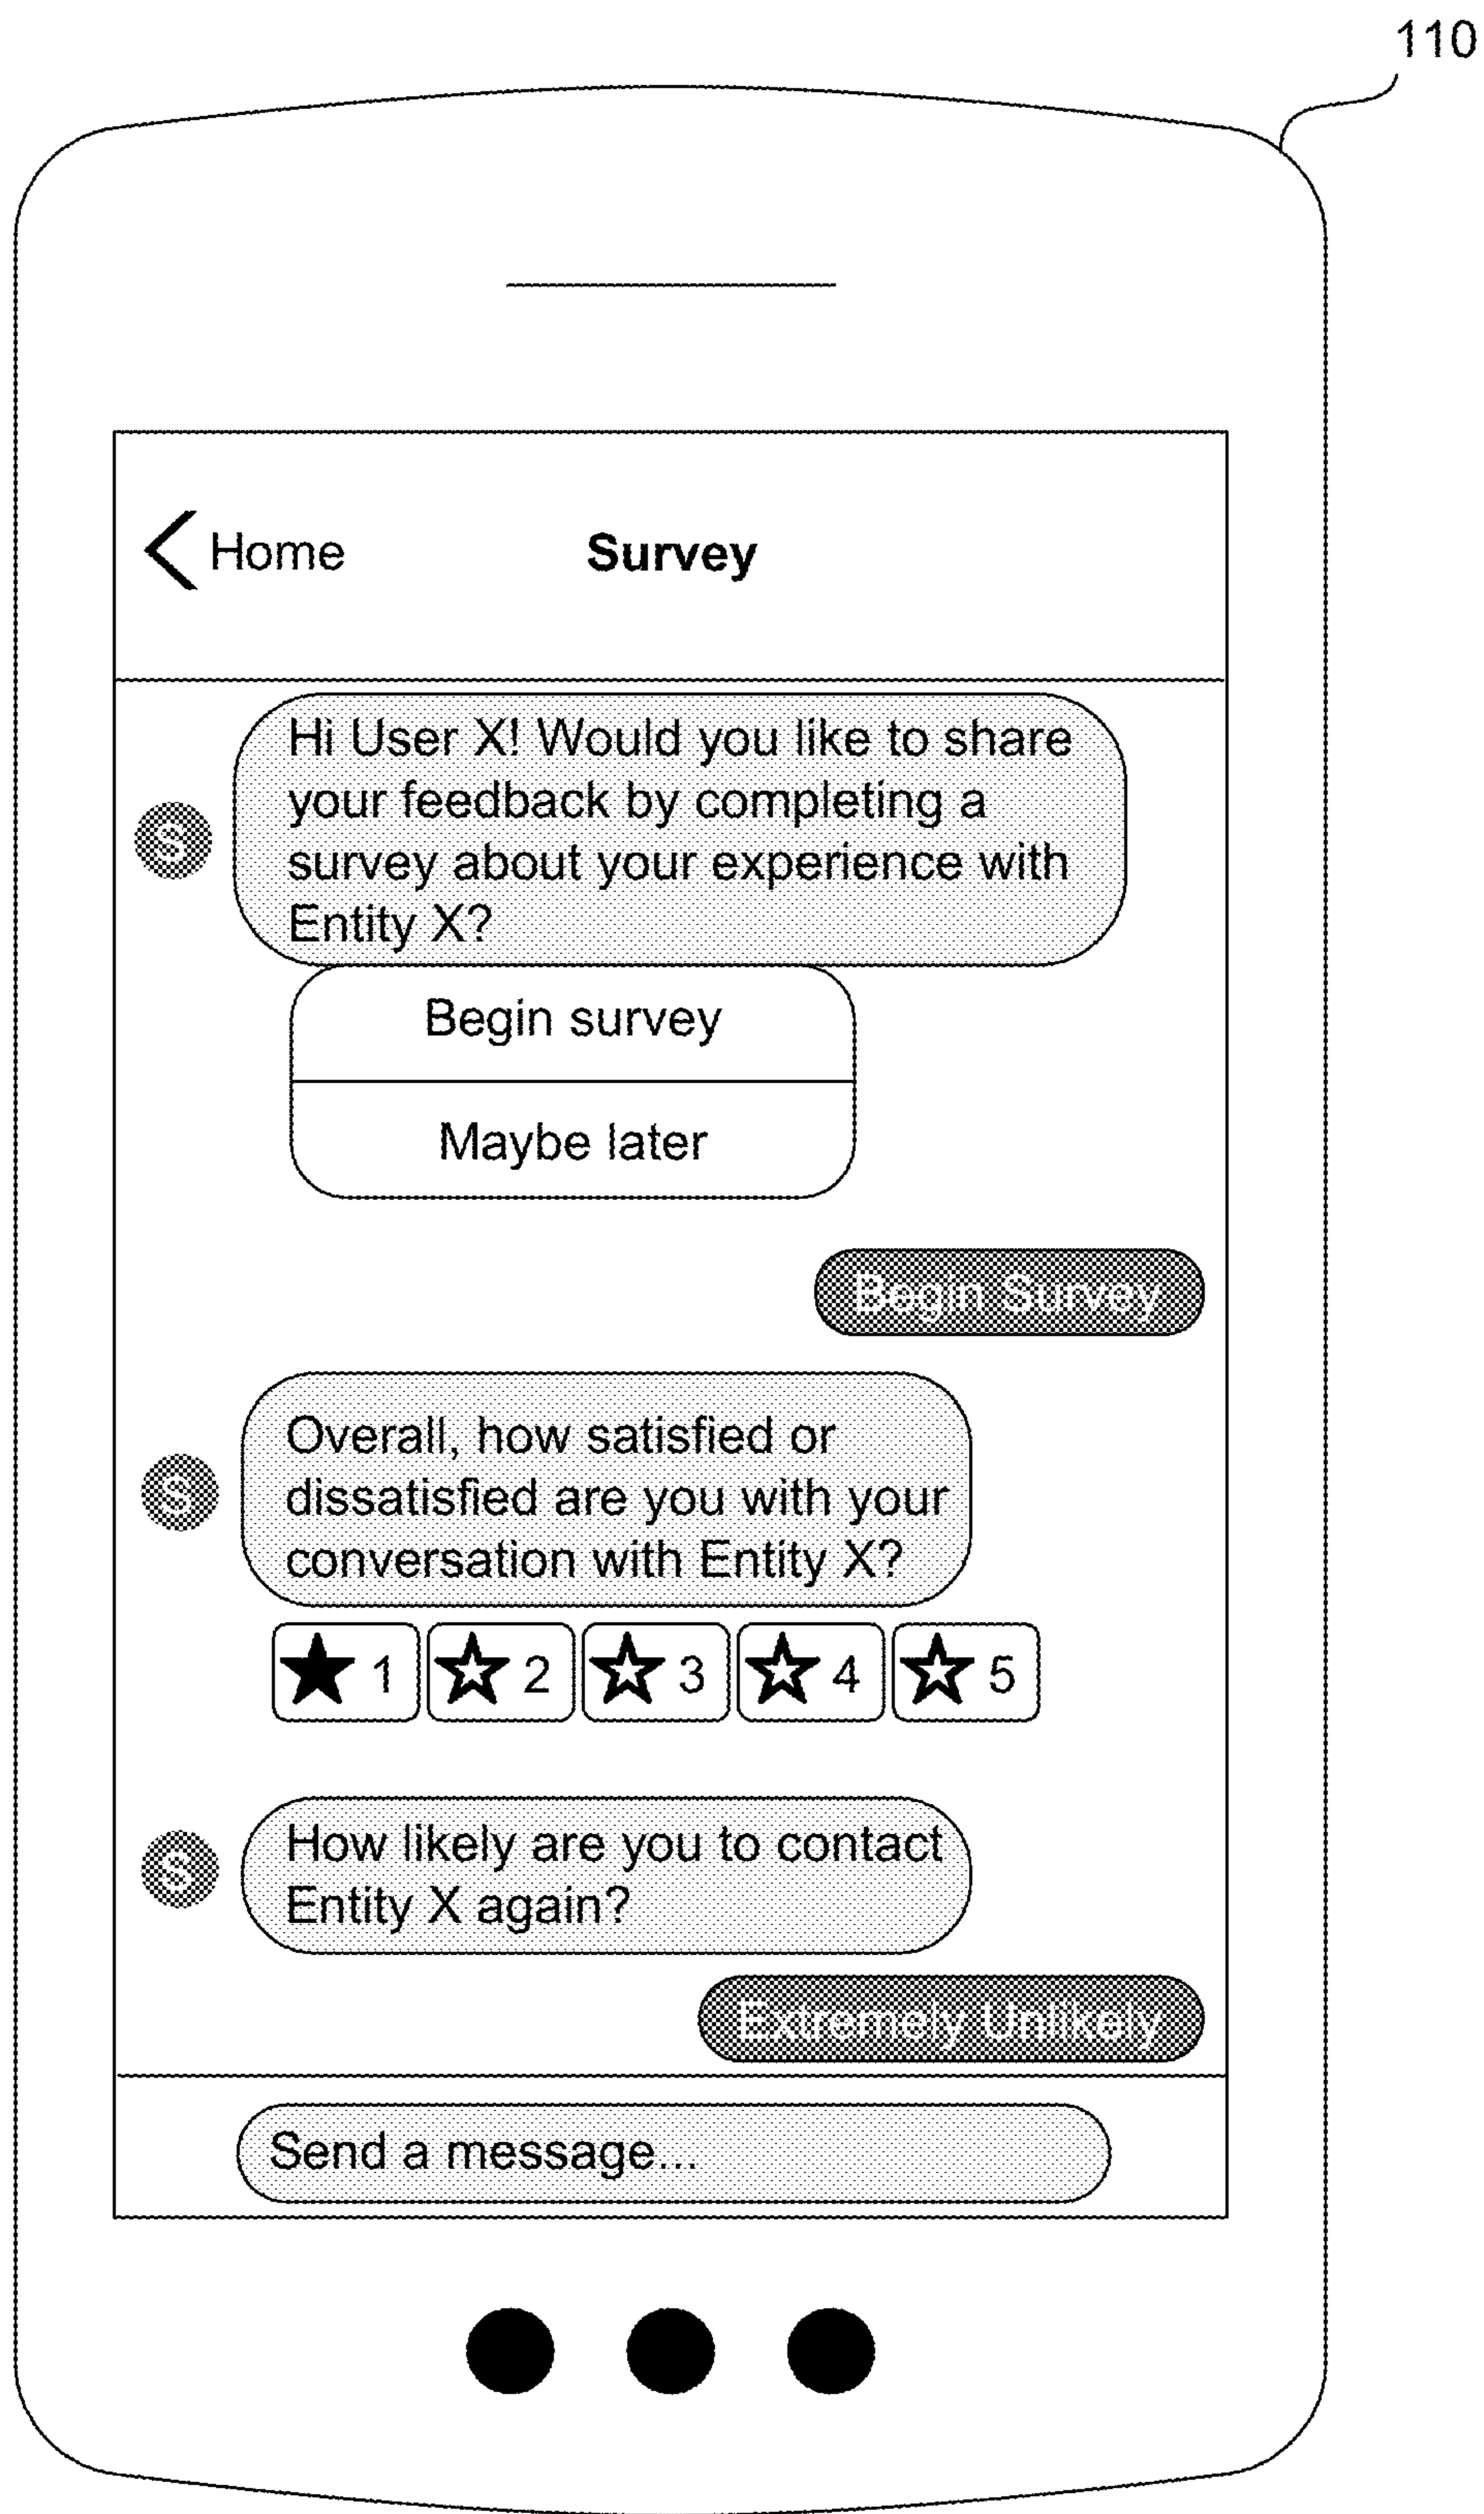 110
Home
Survey
Hi User X! Would you like to share
your feedback by completing a
survey about your experience with
Entity X?
S
Begin survey
Maybe later
Begin Survey
Overall, how satisfied or
dissatisfied are you with your
conversation with Entity X?
S
1 2 3 4 5
How likely are you to contact
Entity X again?
S
Extremely Unlikely
Send a message...